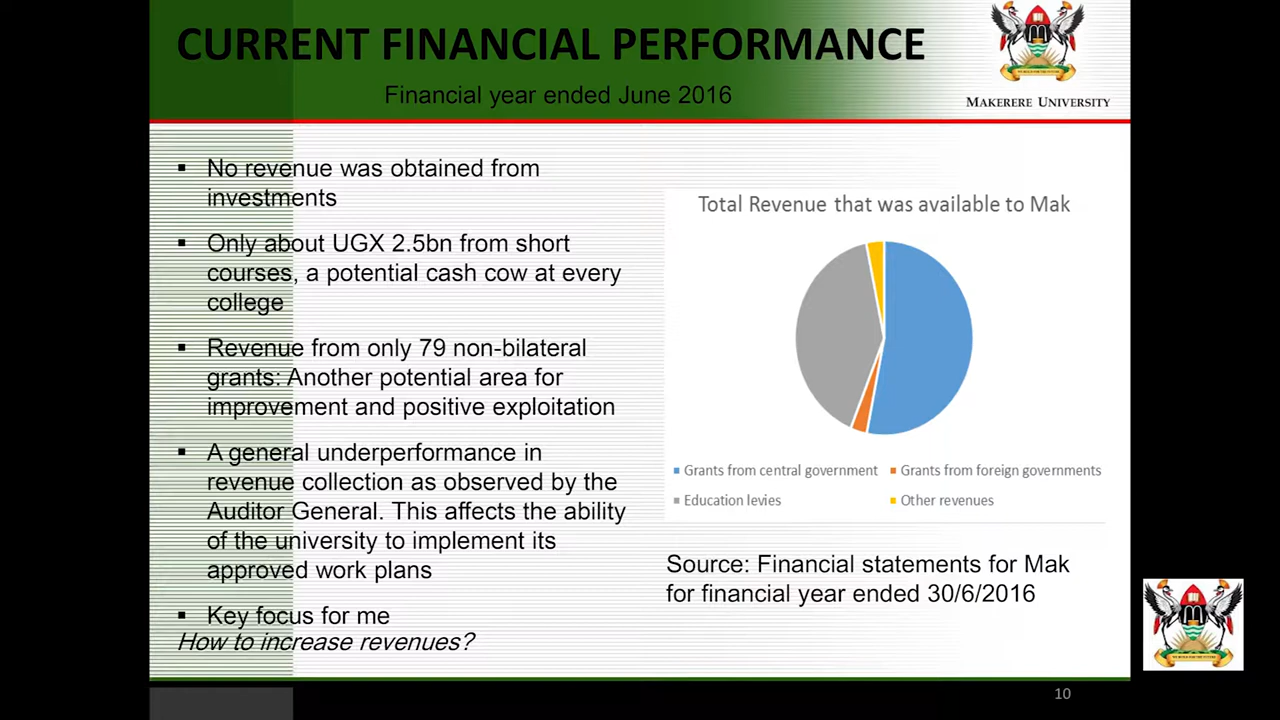 CURRENT FINANCIAL PERFORMANCE
Financial year ended June 2016
MAKERERE UNIVERSITY
▪ No revenue was obtained from
investments
▪ Only about UGX 2.5bn from short
courses, a potential cash cow at every
college
▪ Revenue from only 79 non-bilateral
grants: Another potential area for
improvement and positive exploitation
▪ A general underperformance in
revenue collection as observed by the
Auditor General. This affects the ability
of the university to implement its
approved work plans
▪ Key focus for me
How to increase revenues?
Total Revenue that was available to Mak
Grants from central government
Grants from foreign governments
Education levies
Other revenues
Source: Financial statements for Mak
for financial year ended 30/6/2016
10